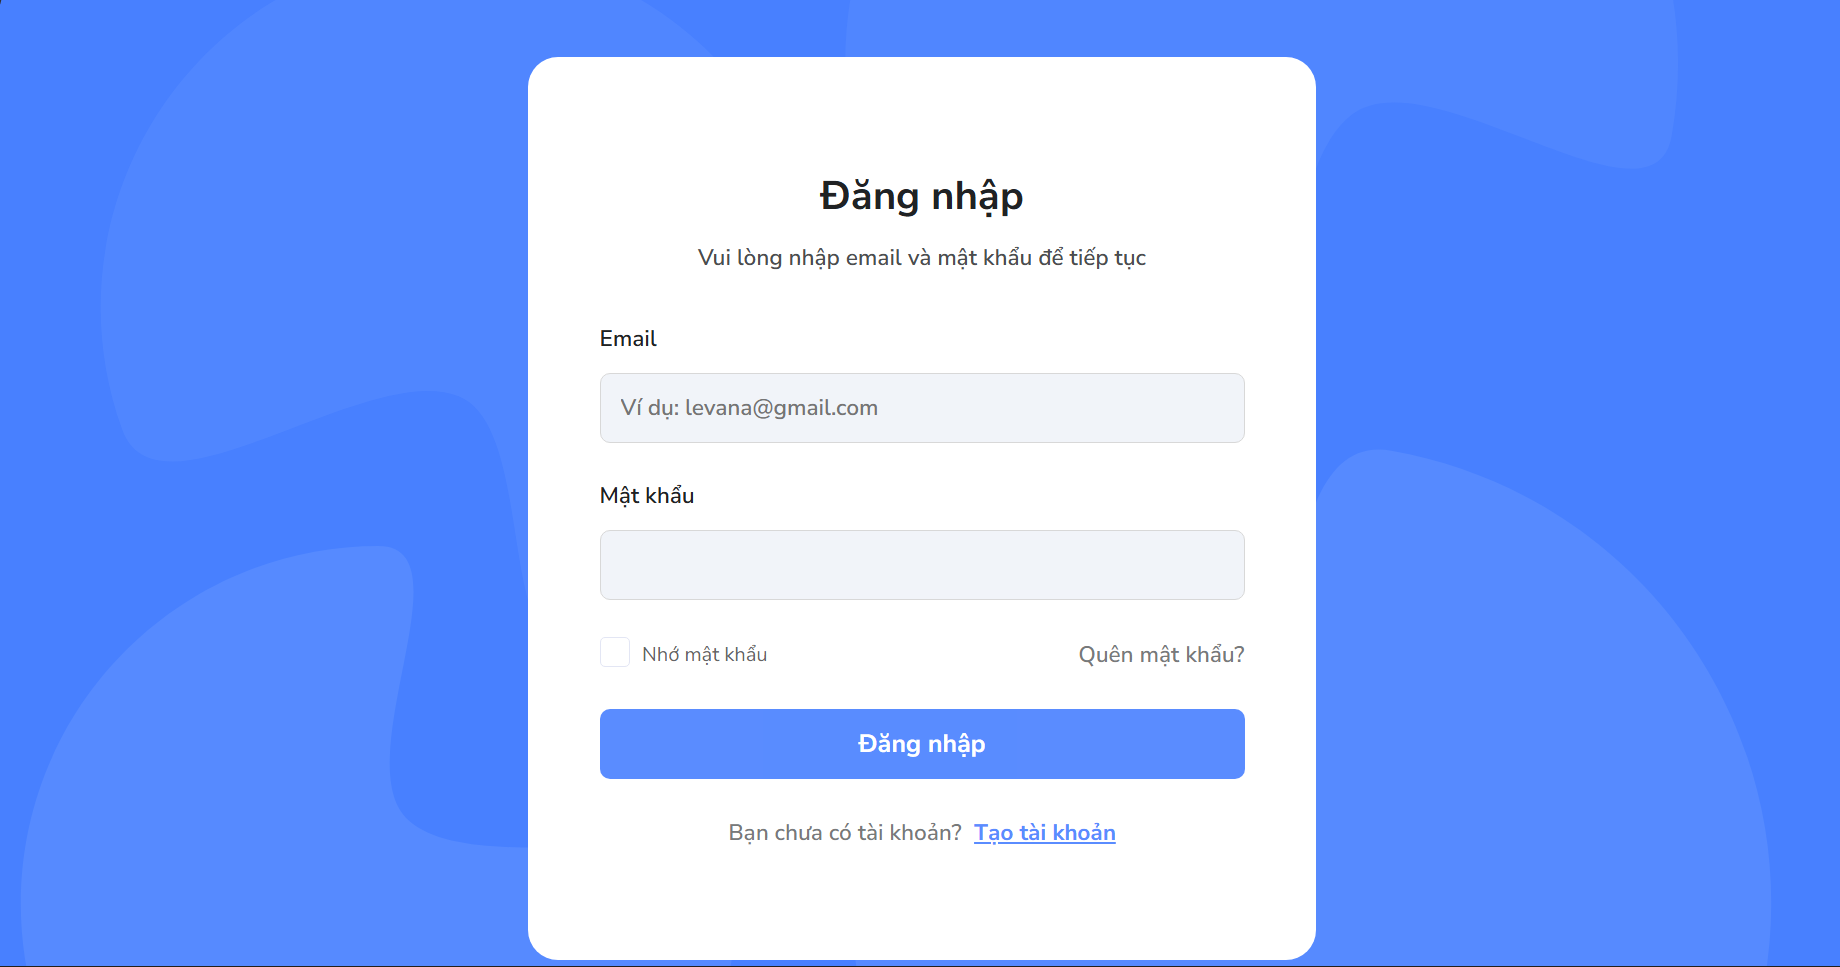 Đăng nhập
Vui lòng nhập email và mật khẩu để tiếp tục
Email
Ví dụ: levana@gmail.com
Mật khẩu
Nhớ mật khẩu
Quên mật khẩu?
Đăng nhập
Bạn chưa có tài khoản? Tạo tài khoản